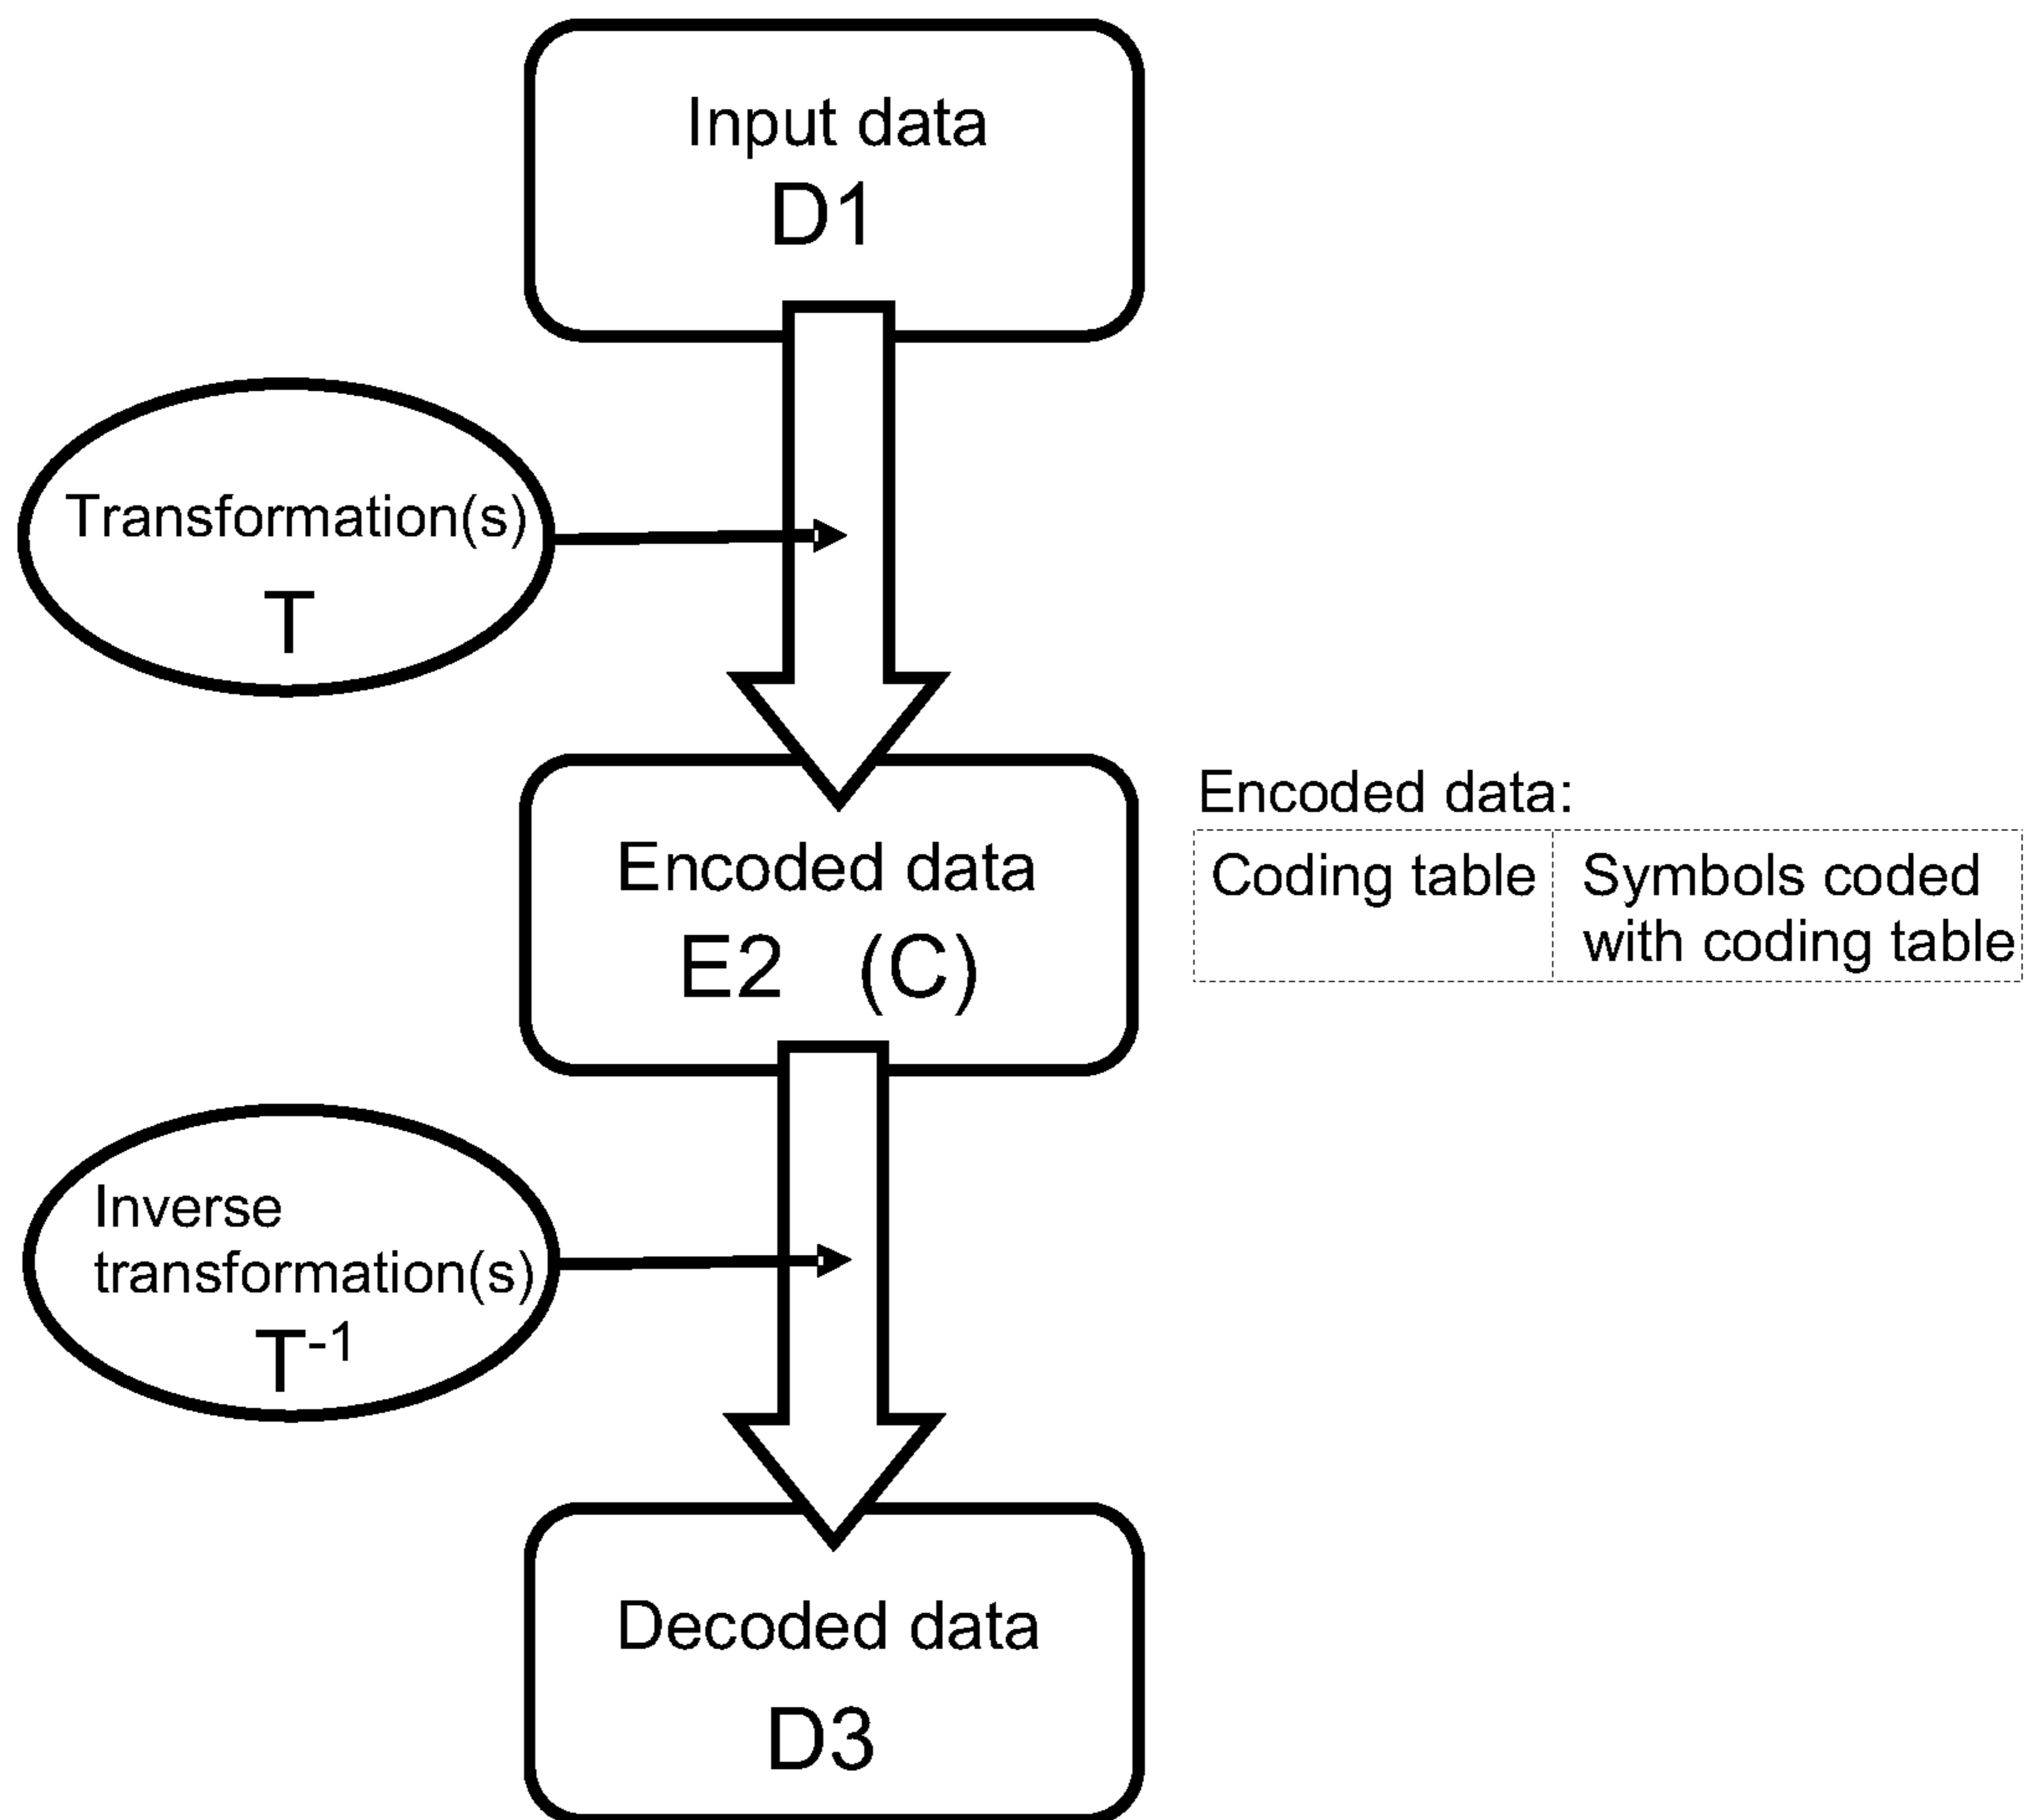 Input data
D1
Transformation(s)
T
Encoded data
E2 (C)
Encoded data:
Coding table
Symbols coded
with coding table
Inverse
transformation(s)
T-1
Decoded data
D3